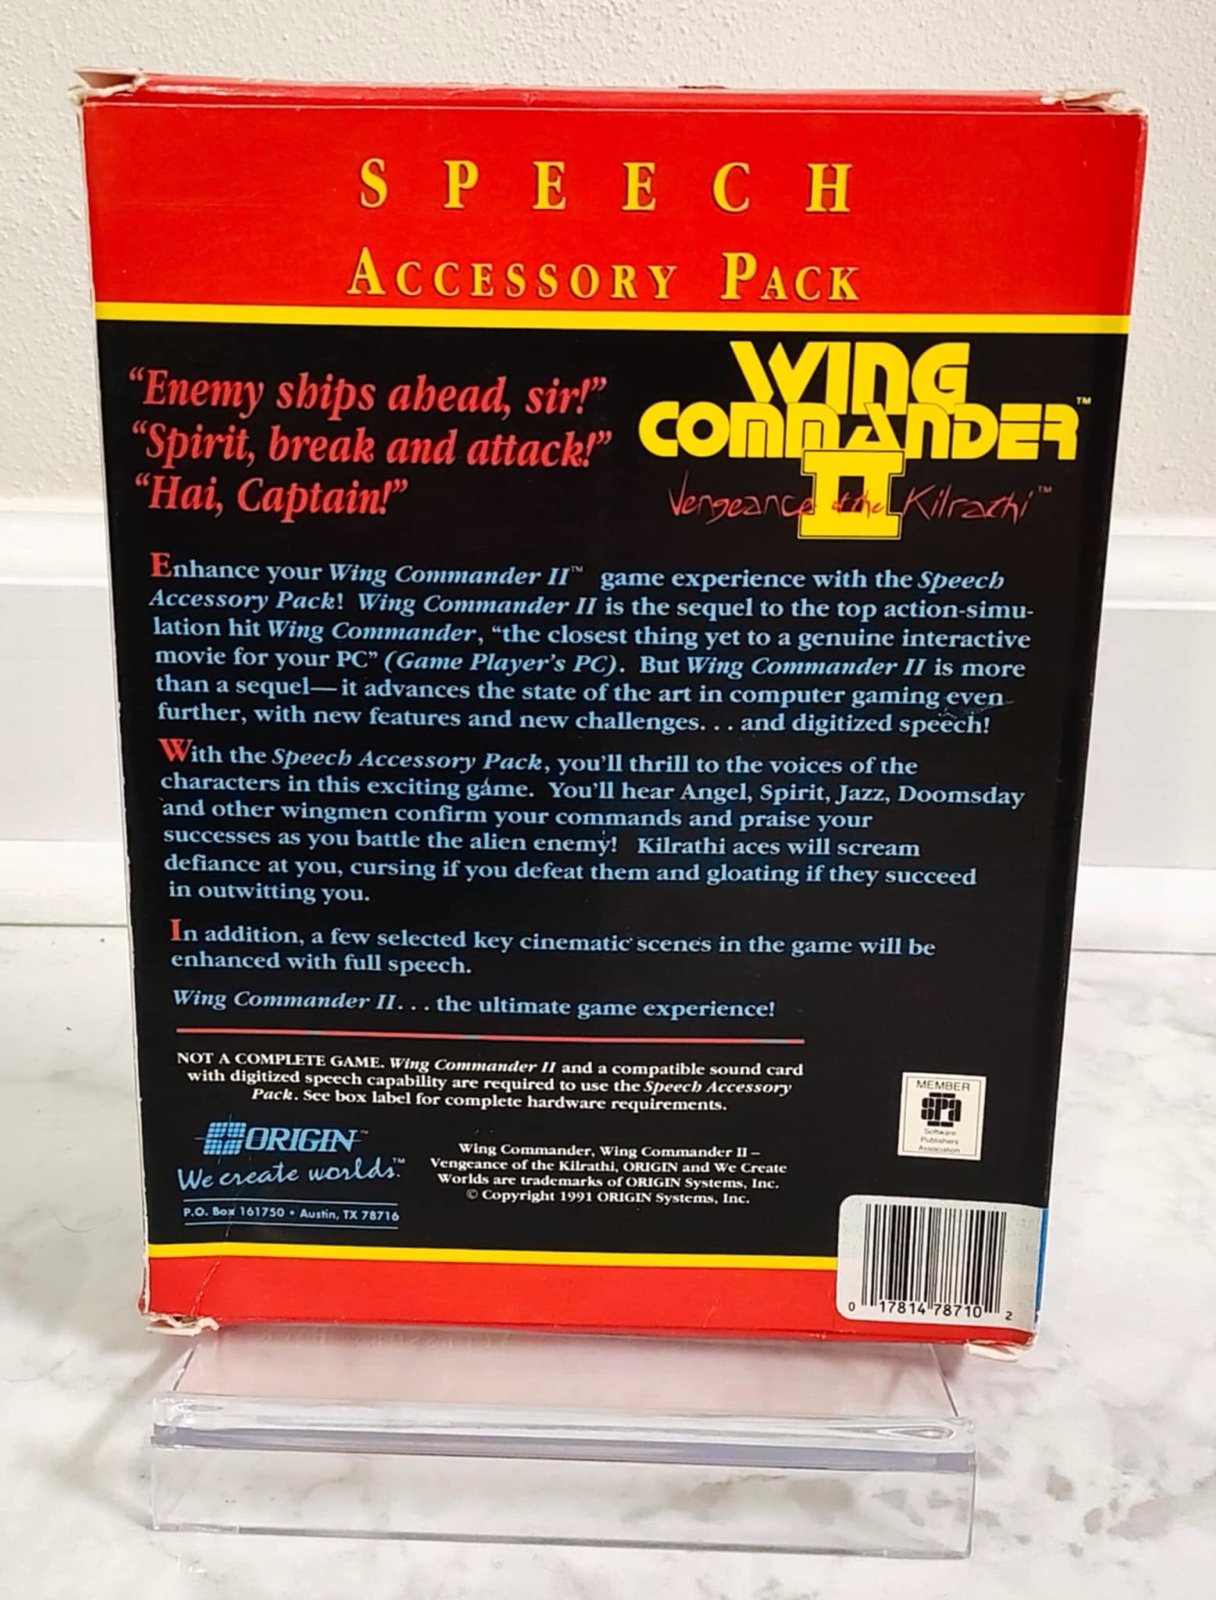 SPEECH
ACCESSORY PACK
“Enemy ships ahead, sir!”
“Spirit, break and attack!”
“Hai, Captain!”
WING
COMMANDER™
II
Vengeance of the Kilrathi™
Enhance your Wing Commander II™ game experience with the Speech
Accessory Pack! Wing Commander II is the sequel to the top action-simu-
lation hit Wing Commander, “the closest thing yet to a genuine interactive
movie for your PC” (Game Player's PC). But Wing Commander II is more
than a sequel—it advances the state of the art in computer gaming even
further, with new features and new challenges. . . and digitized speech!
With the Speech Accessory Pack, you'll thrill to the voices of the
characters in this exciting game. You'll hear Angel, Spirit, Jazz, Doomsday
and other wingmen confirm your commands and praise your
successes as you battle the alien enemy! Kilrathi aces will scream
defiance at you, cursing if you defeat them and gloating if they succeed
in outwitting you.
In addition, a few selected key cinematic scenes in the game will be
enhanced with full speech.
Wing Commander II. . . the ultimate game experience!
NOT A COMPLETE GAME. Wing Commander II and a compatible sound card
with digitized speech capability are required to use the Speech Accessory
Pack. See box label for complete hardware requirements.
MEMBER
SPA
Software
Publishers
Association
ORIGIN™
We create worlds.™
P.O. Box 161750 • Austin, TX 78716
Wing Commander, Wing Commander II –
Vengeance of the Kilrathi, ORIGIN and We Create
Worlds are trademarks of ORIGIN Systems, Inc.
© Copyright 1991 ORIGIN Systems, Inc.
0 17814 78710 2